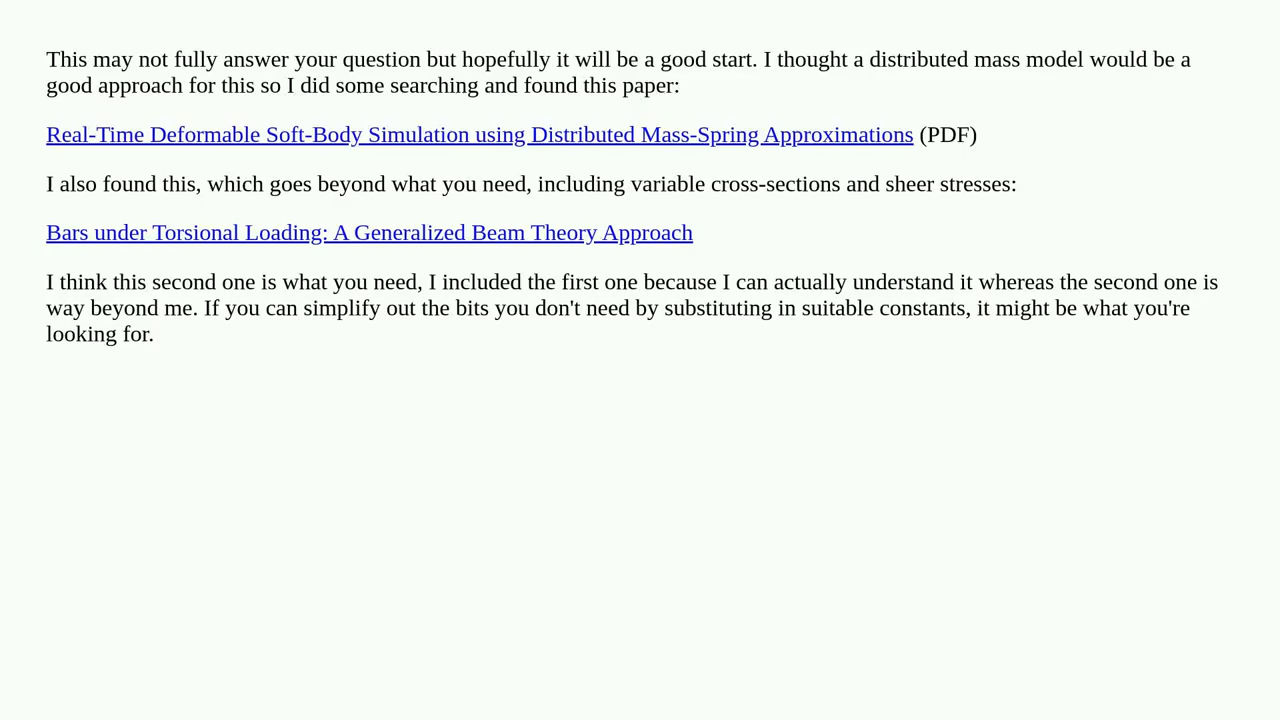 This may not fully answer your question but hopefully it will be a good start. I thought a distributed mass model would be a
good approach for this so I did some searching and found this paper:
Real-Time Deformable Soft-Body Simulation using Distributed Mass-Spring Approximations (PDF)
I also found this, which goes beyond what you need, including variable cross-sections and sheer stresses:
Bars under Torsional Loading: A Generalized Beam Theory Approach
I think this second one is what you need, I included the first one because I can actually understand it whereas the second one is
way beyond me. If you can simplify out the bits you don't need by substituting in suitable constants, it might be what you're
looking for.